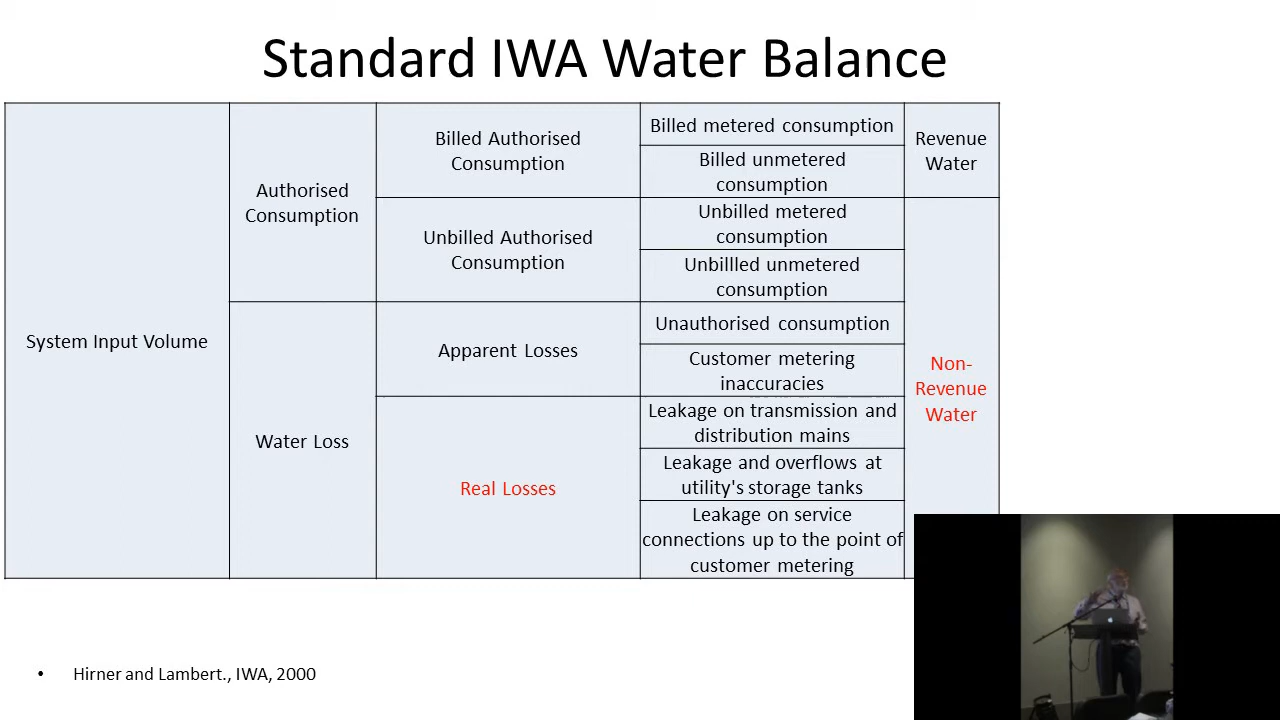 Standard IWA Water Balance
System Input Volume
Authorised
Consumption
Water Loss
Billed Authorised
Consumption
Unbilled Authorised
Consumption
Apparent Losses
Real Losses
Billed metered consumption
Billed unmetered
consumption
Unbilled metered
consumption
Unbillled unmetered
consumption
Unauthorised consumption
Customer metering
inaccuracies
Leakage on transmission and
distribution mains
Leakage and overflows at
utility's storage tanks
Leakage on service
connections up to the point of
customer metering
Revenue
Water
Non-
Revenue
Water
• Hirner and Lambert., IWA, 2000